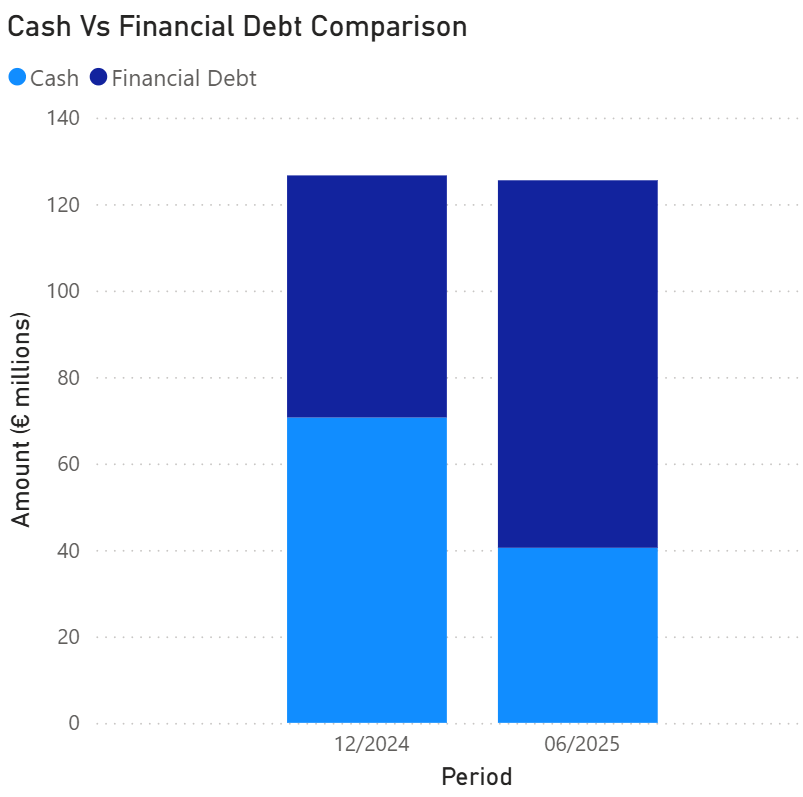 Cash Vs Financial Debt Comparison
Cash Financial Debt
140
120
100
80
60
40
20
0
Amount (€ millions)
12/2024 06/2025
Period